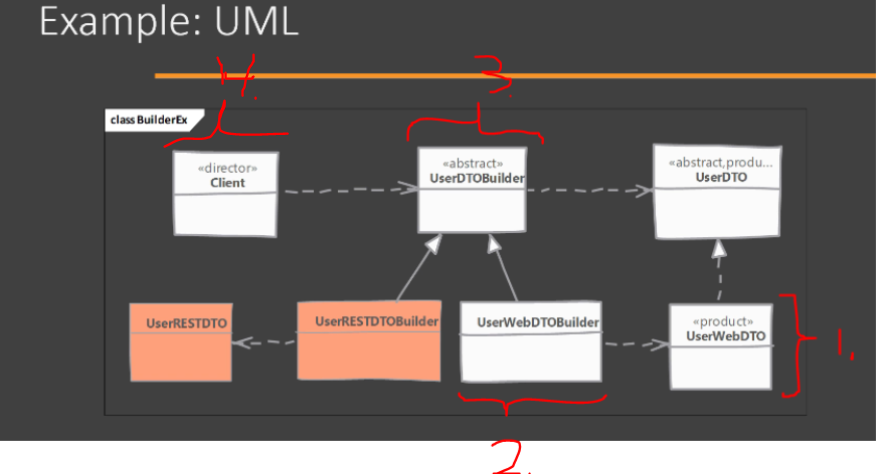 Example: UML
4.
3.
class BuilderEx
«director»
Client
«abstract»
UserDTOBuilder
«abstract,produ...
UserDTO
UserRESTDTO
UserRESTDTOBuilder
UserWebDTOBuilder
«product»
UserWebDTO
1.
2